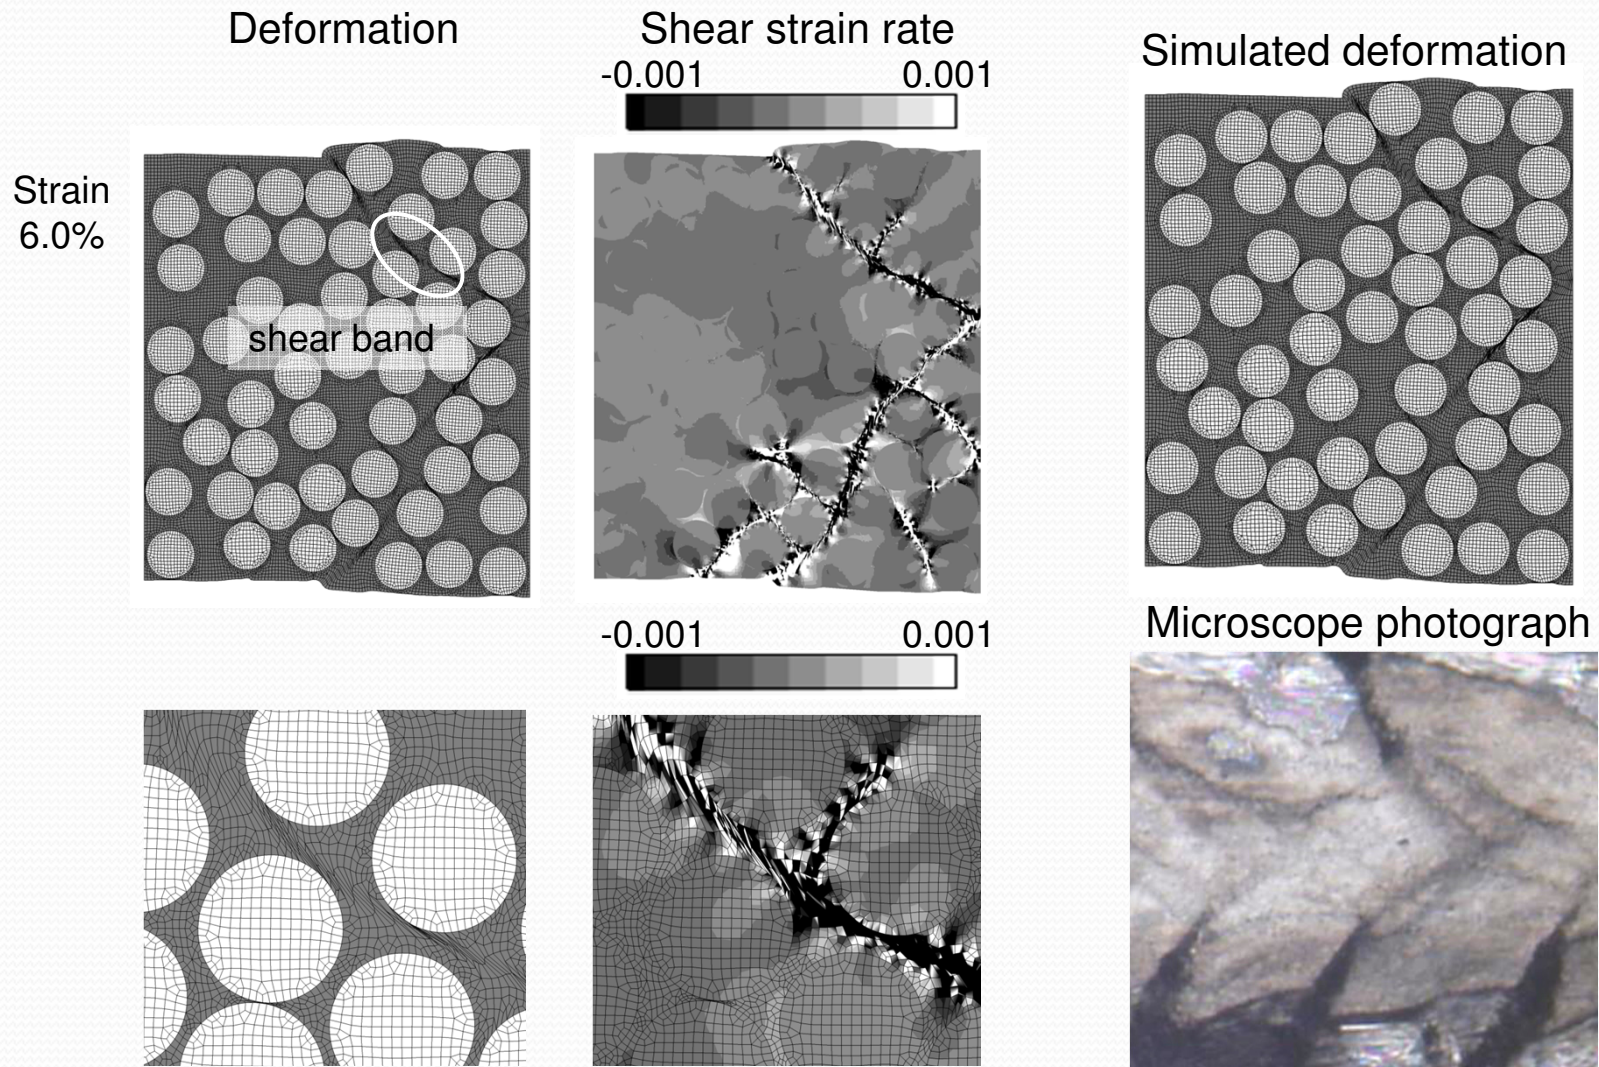 Deformation
Shear strain rate
-0.001 0.001
Simulated deformation
Strain
6.0%
shear band
Microscope photograph
-0.001 0.001